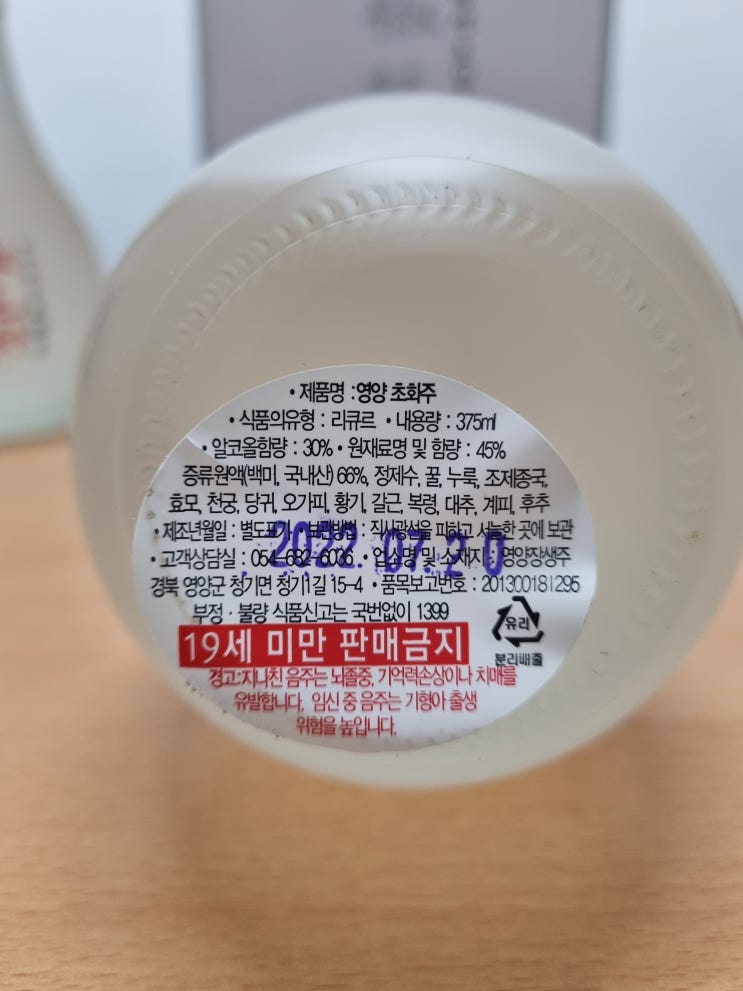 • 제품명 : 영양 초화주
• 식품의유형 : 리큐르 • 내용량 : 375ml
• 알코올함량 : 30% • 원재료명 및 함량 : 45%
증류원액(백미, 국내산) 66%, 정제수, 꿀, 누룩, 조제종국,
효모, 천궁, 당귀, 오가피, 황기, 갈근, 복령, 대추, 계피, 후추
• 제조년월일 : 별도표기 • 보관방법 : 직사광선을 피하고 서늘한 곳에 보관
2022. 07. 20
• 고객상담실 : 054-682-6036 • 업소명 및 소재지 : 영양장생주
경북 영양군 청기면 청기1길 15-4 • 품목보고번호 : 201300181295
부정 · 불량 식품신고는 국번없이 1399
유리
분리배출
19세 미만 판매금지
경고:지나친 음주는 뇌졸중, 기억력손상이나 치매를
유발합니다. 임신 중 음주는 기형아 출생
위험을 높입니다.